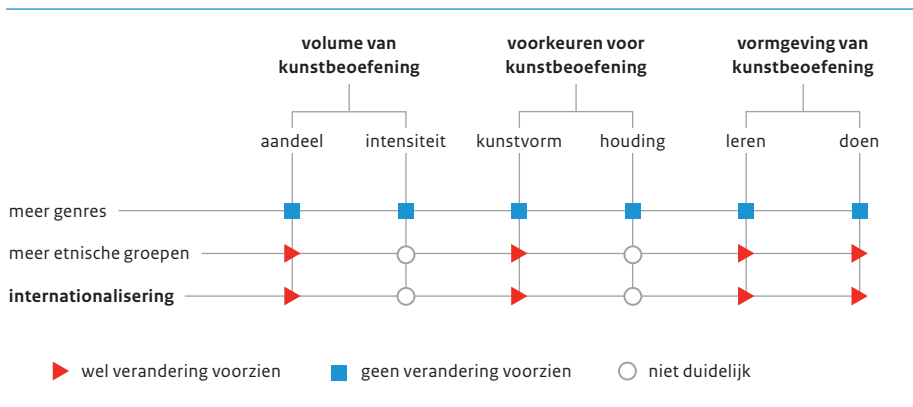 volume van
kunstbeoefening
voorkeuren voor
kunstbeoefening
vormgeving van
kunstbeoefening
aandeel
intensiteit
kunstvorm
houding
leren
doen
meer genres
meer etnische groepen
internationalisering
wel verandering voorzien
geen verandering voorzien
niet duidelijk